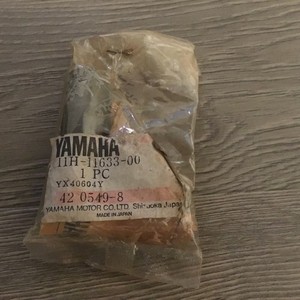 YAMAHA
11H-11633-00
1 PC
YX40604Y
42 0549-8
YAMAHA MOTOR CO., LTD. Shizuoka Japan
MADE IN JAPAN